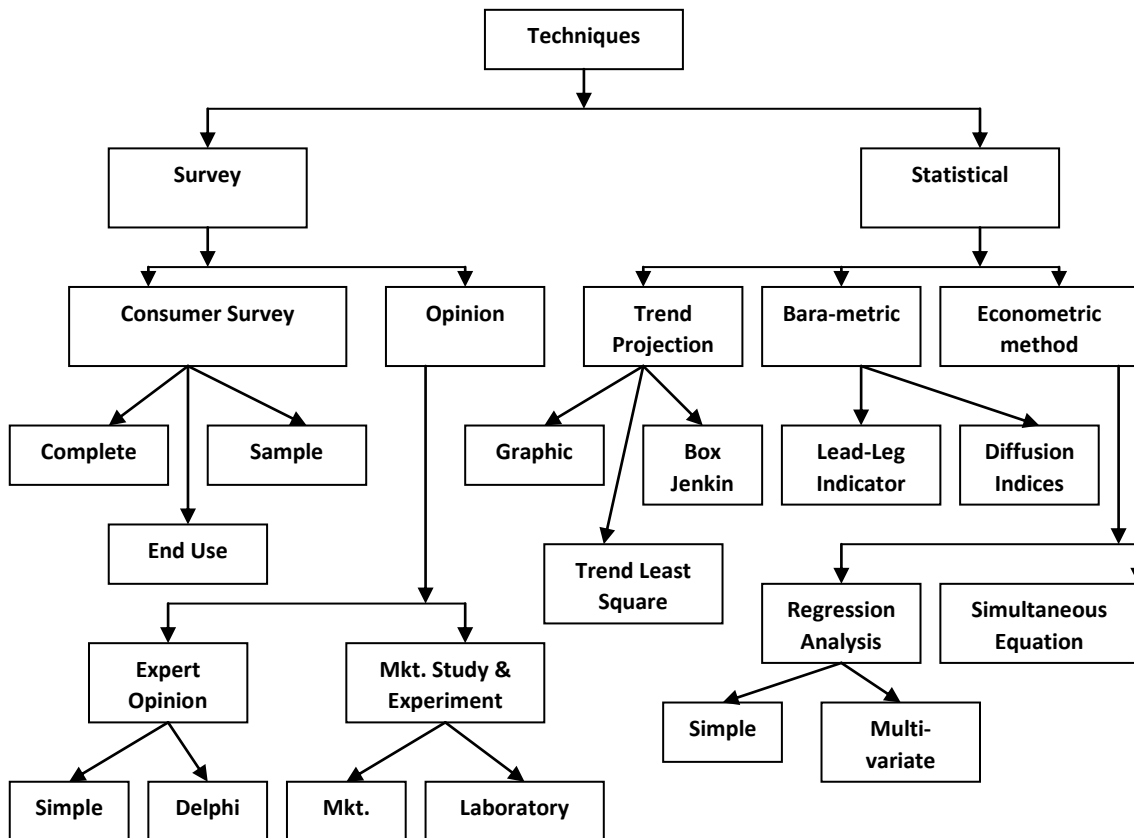 Techniques
Survey
Statistical
Consumer Survey
Opinion
Trend
Projection
Bara-metric
Econometric
method
Complete
Sample
Graphic
Box
Jenkin
Lead-Leg
Indicator
Diffusion
Indices
End Use
Trend Least
Square
Regression
Analysis
Simultaneous
Equation
Expert
Opinion
Mkt. Study &
Experiment
Simple
Multi-
variate
Simple
Delphi
Mkt.
Laboratory